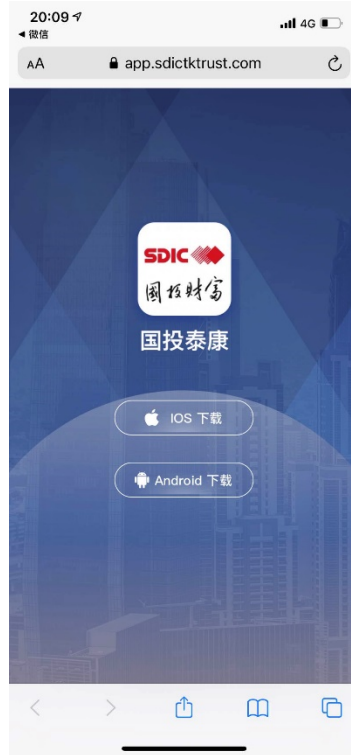 20:09
4G
微信
AA
app.sdictktrust.com
SDIC
國投财富
国投泰康
IOS 下载
Android 下载